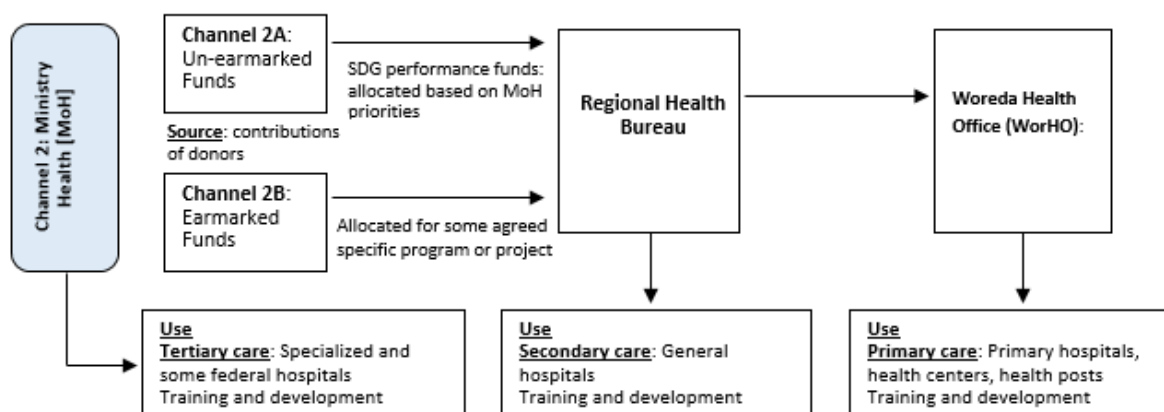 Channel 2: Ministry
Health [MoH]
Channel 2A:
Un-earmarked
Funds
SDG performance funds:
allocated based on MoH
priorities
Source: contributions
of donors
Channel 2B:
Earmarked
Funds
Allocated for some agreed
specific program or project
Regional Health
Bureau
Woreda Health
Office (WorHO):
Use
Tertiary care: Specialized and
some federal hospitals
Training and development
Use
Secondary care: General
hospitals
Training and development
Use
Primary care: Primary hospitals,
health centers, health posts
Training and development